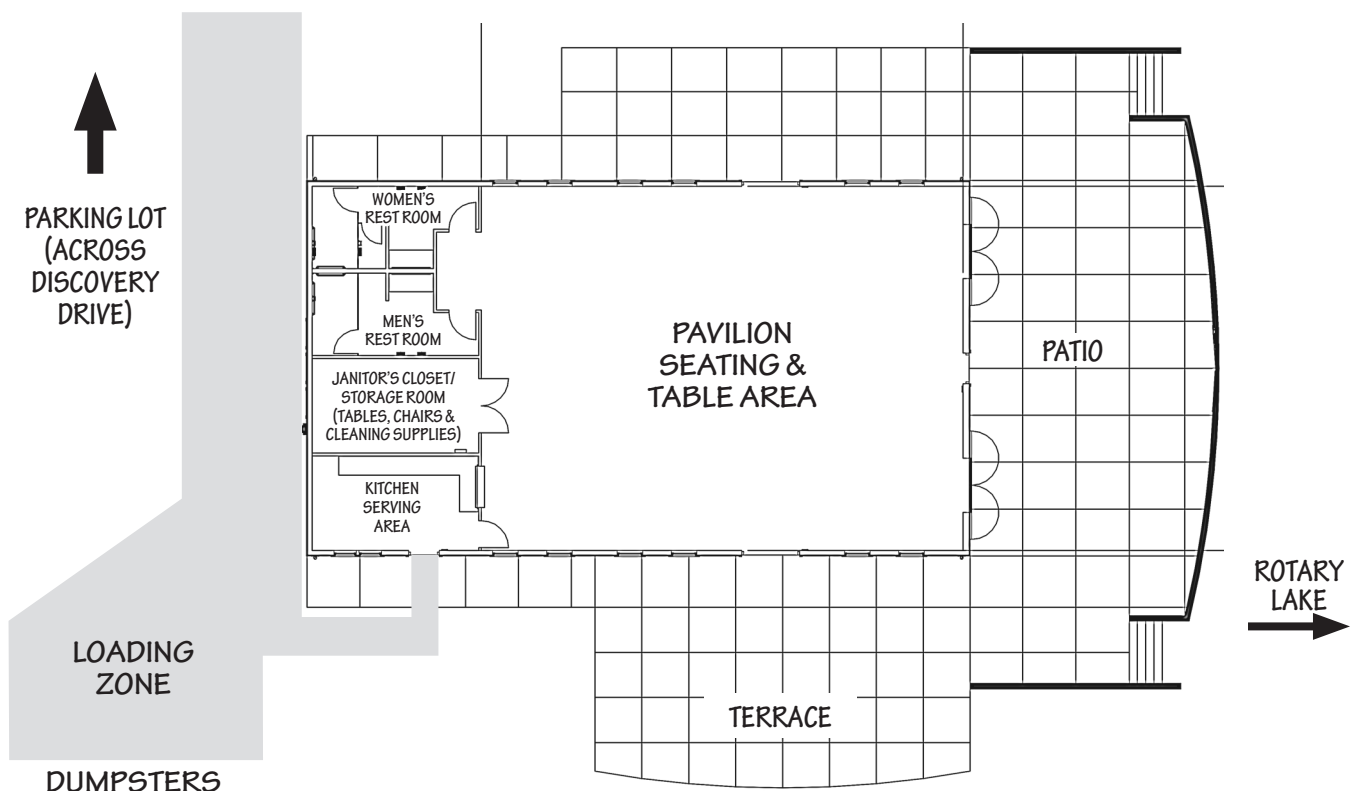 PARKING LOT
(ACROSS
DISCOVERY
DRIVE)
WOMEN'S
REST ROOM
MEN'S
REST ROOM
JANITOR'S CLOSET/
STORAGE ROOM
(TABLES, CHAIRS &
CLEANING SUPPLIES)
KITCHEN
SERVING
AREA
PAVILION
SEATING &
TABLE AREA
PATIO
ROTARY
LAKE
LOADING
ZONE
TERRACE
DUMPSTERS